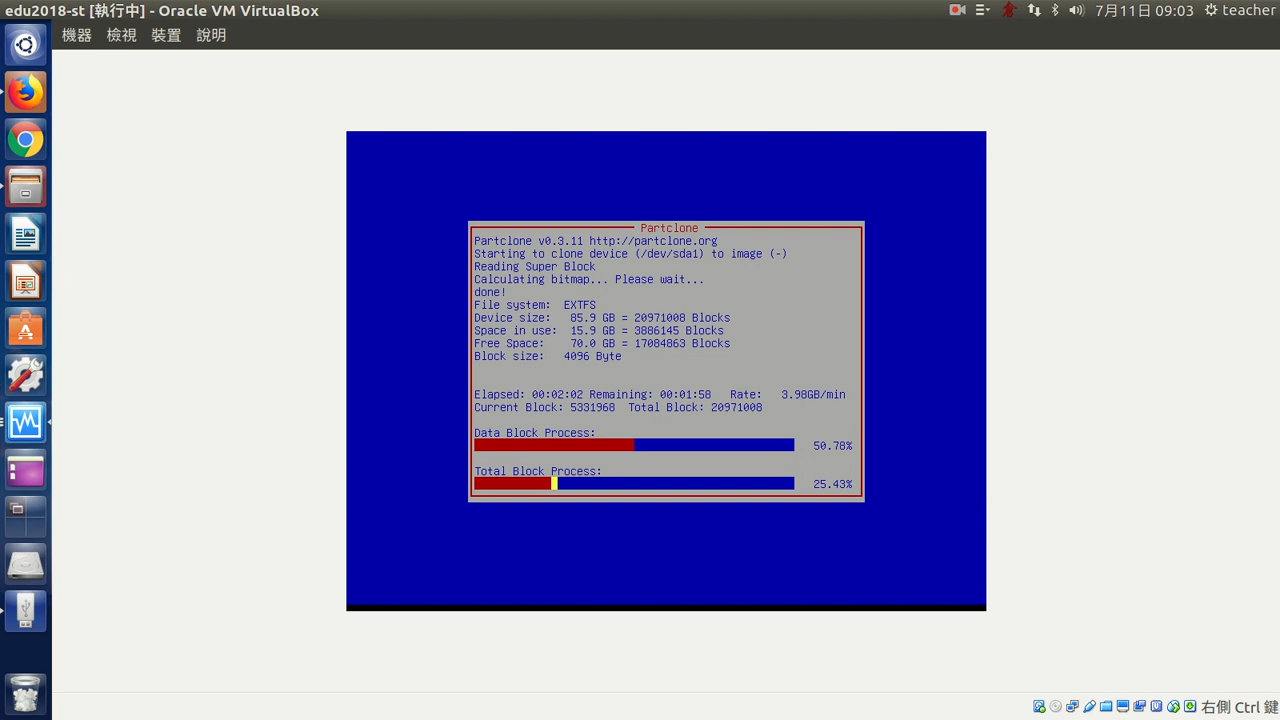 edu2018-st [執行中] - Oracle VM VirtualBox
7月11日 09:03 teacher
機器 檢視 裝置 說明
Partclone
Partclone v0.3.11 http://partclone.org
Starting to clone device (/dev/sda1) to image (-)
Reading Super Block
Calculating bitmap... Please wait...
done!
File system: EXTFS
Device size: 85.9 GB = 20971008 Blocks
Space in use: 15.9 GB = 3886145 Blocks
Free Space: 70.0 GB = 17084863 Blocks
Block size: 4096 Byte
Elapsed: 00:02:02 Remaining: 00:01:58 Rate: 3.98GB/min
Current Block: 5331968 Total Block: 20971008
Data Block Process:
50.78%
Total Block Process:
25.43%
右側 Ctrl 鍵